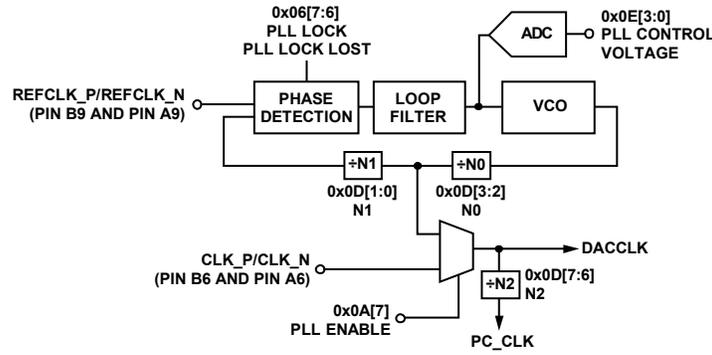 0x06[7:6]
PLL LOCK
PLL LOCK LOST
ADC
0x0E[3:0]
PLL CONTROL
VOLTAGE
REFCLK_P/REFCLK_N
(PIN B9 AND PIN A9)
PHASE
DETECTION
LOOP
FILTER
VCO
÷N1
÷N0
0x0D[1:0]
N1
0x0D[3:2]
N0
CLK_P/CLK_N
(PIN B6 AND PIN A6)
DACCLK
÷N2
0x0D[7:6]
N2
0x0A[7]
PLL ENABLE
PC_CLK